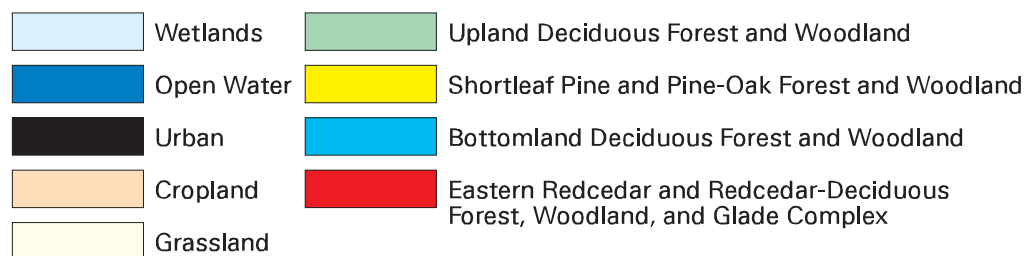 Wetlands
Open Water
Urban
Cropland
Grassland
Upland Deciduous Forest and Woodland
Shortleaf Pine and Pine-Oak Forest and Woodland
Bottomland Deciduous Forest and Woodland
Eastern Redcedar and Redcedar-Deciduous
Forest, Woodland, and Glade Complex